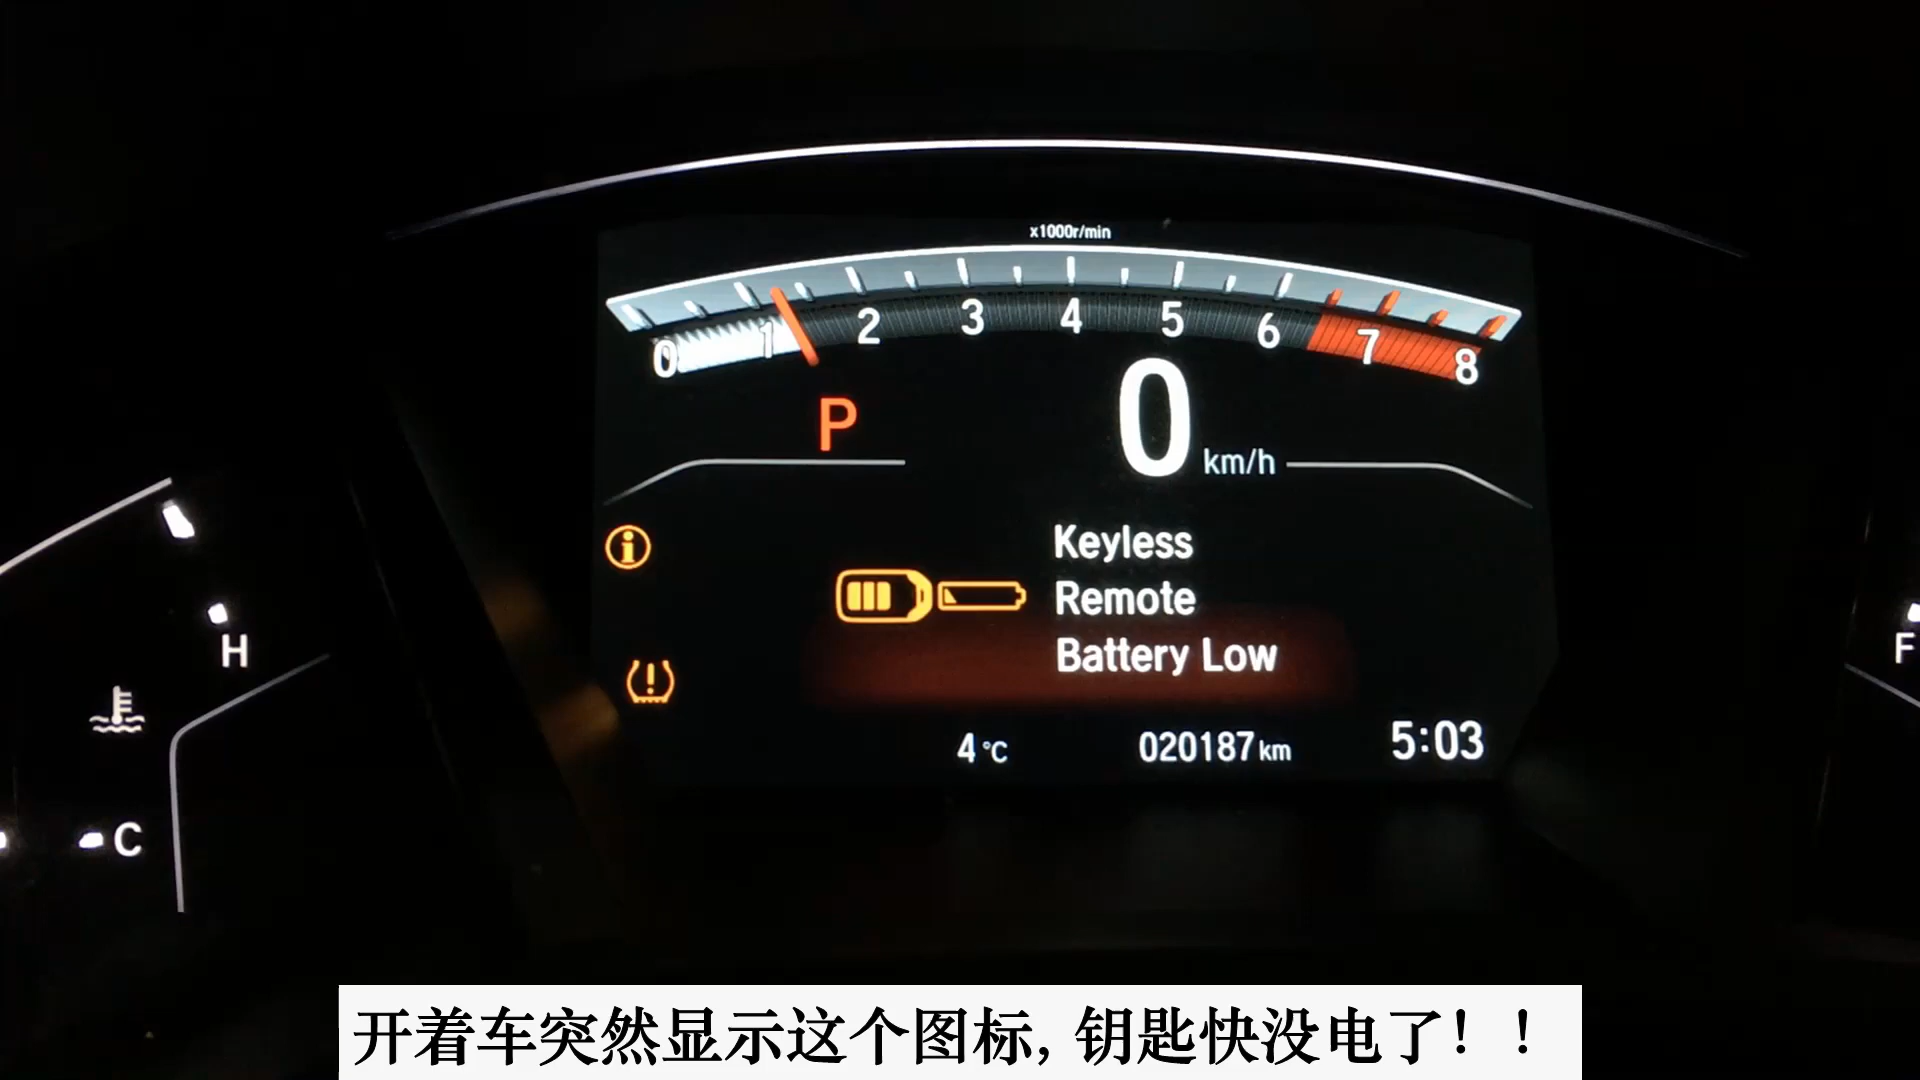 x1000r/min
0 1 2 3 4 5 6 7 8
P
0 km/h
Keyless
Remote
Battery Low
H
F
4 °C
020187 km
5:03
C
开着车突然显示这个图标,钥匙快没电了！！